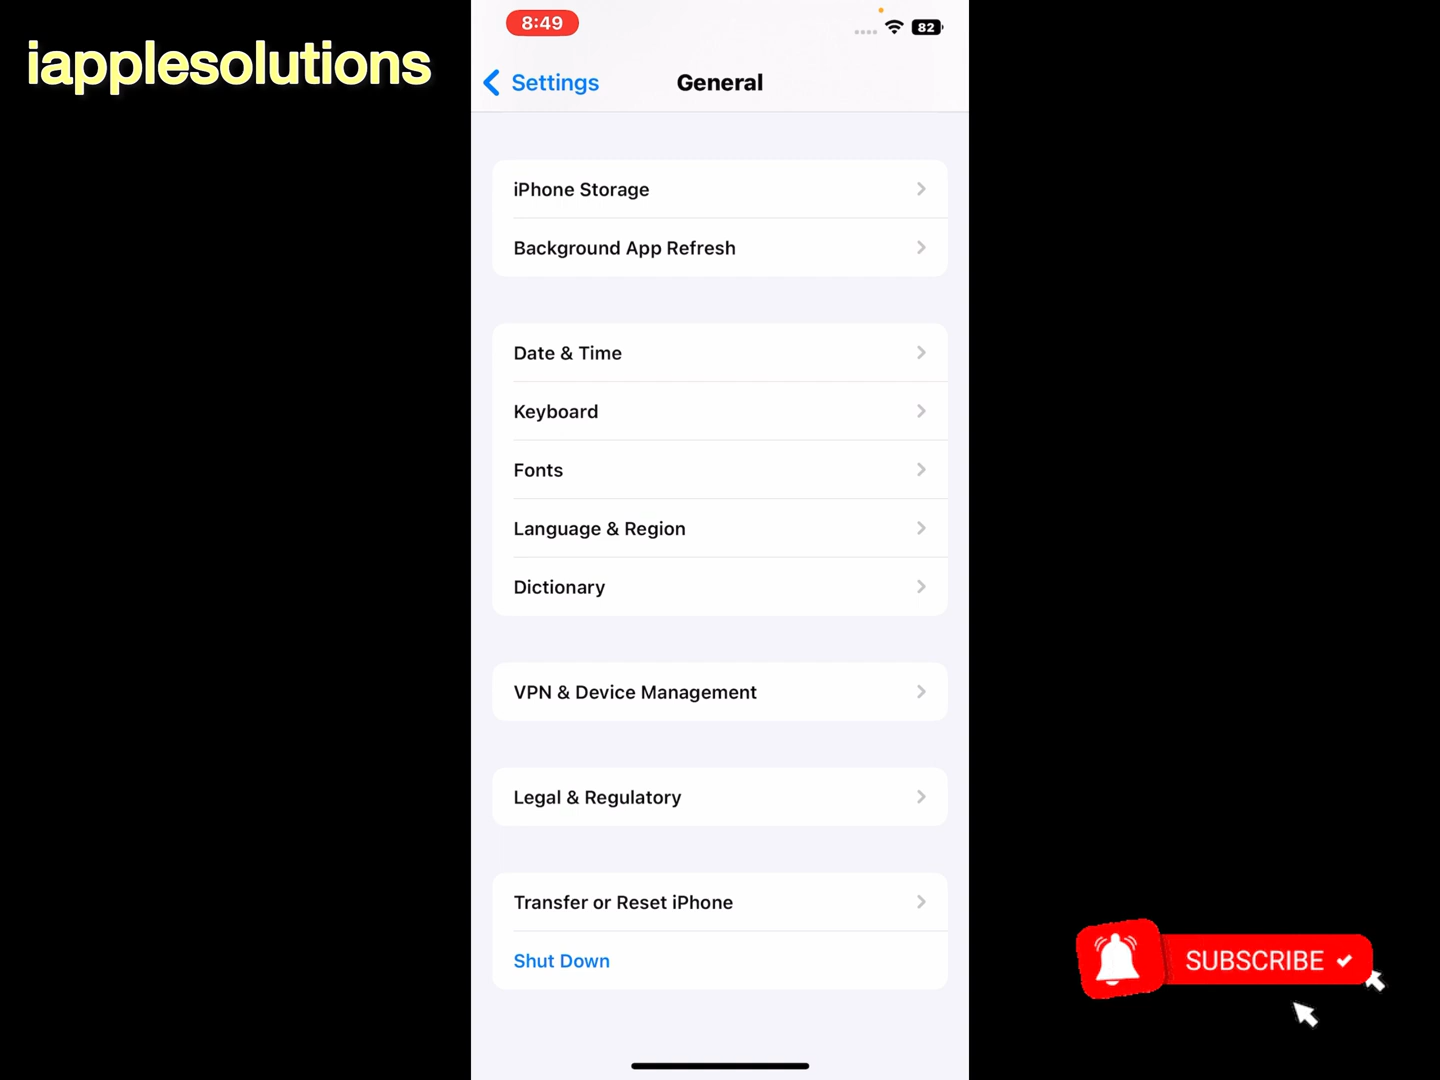 iapplesolutions
8:49
82
Settings
General
iPhone Storage
Background App Refresh
Date & Time
Keyboard
Fonts
Language & Region
Dictionary
VPN & Device Management
Legal & Regulatory
Transfer or Reset iPhone
Shut Down
SUBSCRIBE